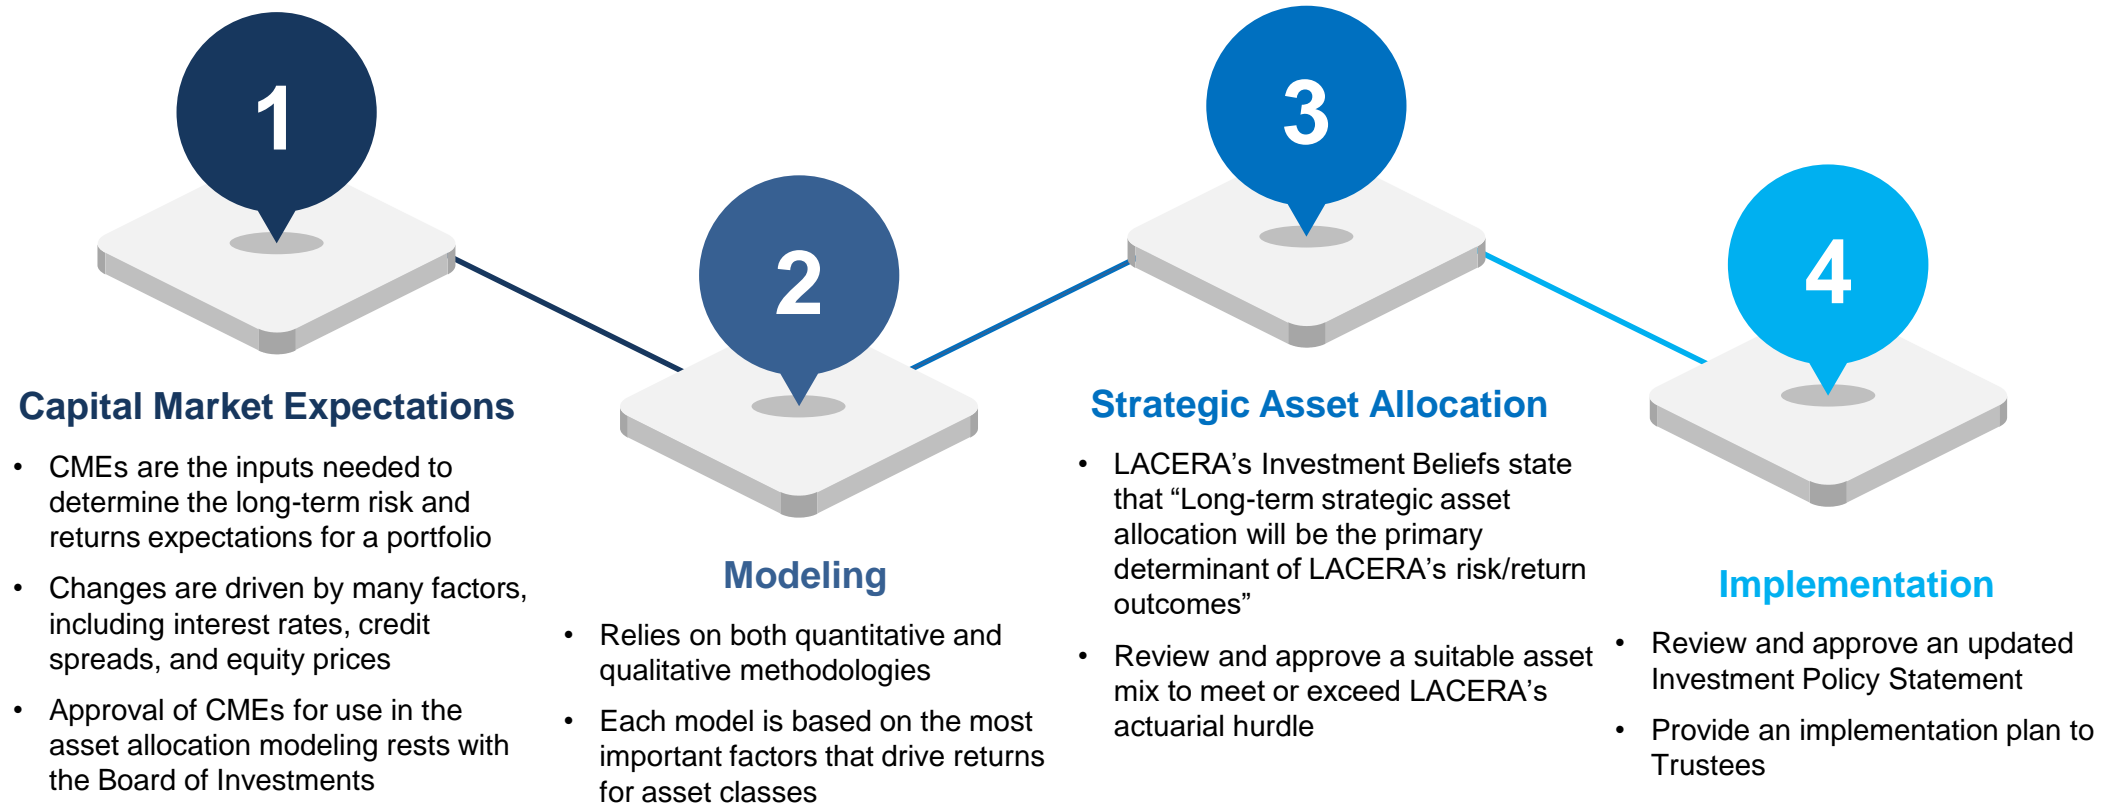 1
Capital Market Expectations
• CMEs are the inputs needed to
determine the long-term risk and
returns expectations for a portfolio
• Changes are driven by many factors,
including interest rates, credit
spreads, and equity prices
• Approval of CMEs for use in the
asset allocation modeling rests with
the Board of Investments
2
Modeling
• Relies on both quantitative and
qualitative methodologies
• Each model is based on the most
important factors that drive returns
for asset classes
3
Strategic Asset Allocation
• LACERA’s Investment Beliefs state
that “Long-term strategic asset
allocation will be the primary
determinant of LACERA’s risk/return
outcomes”
• Review and approve a suitable asset
mix to meet or exceed LACERA’s
actuarial hurdle
4
Implementation
• Review and approve an updated
Investment Policy Statement
• Provide an implementation plan to
Trustees